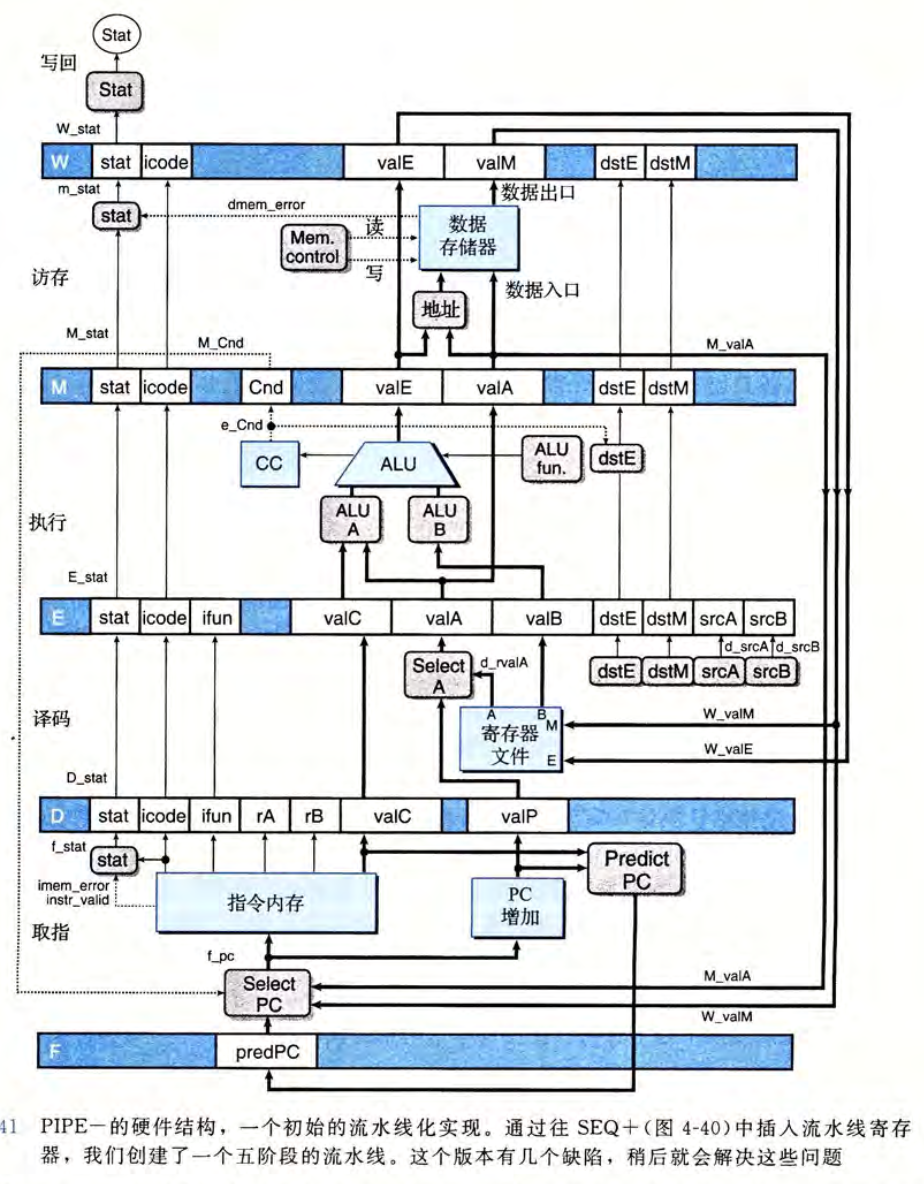 Stat
写回
Stat
W_stat
W stat icode valE valM dstE dstM
m_stat
数据出口
stat
dmem_error
读
数据
存储器
Mem.
control
写
访存
数据入口
地址
M_stat
M_Cnd
M_valA
M stat icode Cnd valE valA dstE dstM
e_Cnd
CC
ALU
ALU
fun.
dstE
ALU
A
ALU
B
执行
E_stat
E stat icode ifun valC valA valB dstE dstM srcA srcB
d_srcA d_srcB
Select
A
d_rvalA
dstE dstM srcA srcB
A B
M
寄存器
文件
E
W_valM
W_valE
译码
D_stat
D stat icode ifun rA rB valC valP
f_stat
stat
Predict
PC
imem_error
instr_valid
指令内存
PC
增加
取指
f_pc
Select
PC
M_valA
W_valM
F predPC
41 PIPE－的硬件结构，一个初始的流水线化实现。通过往 SEQ＋(图 4-40)中插入流水线寄存
器，我们创建了一个五阶段的流水线。这个版本有几个缺陷，稍后就会解决这些问题